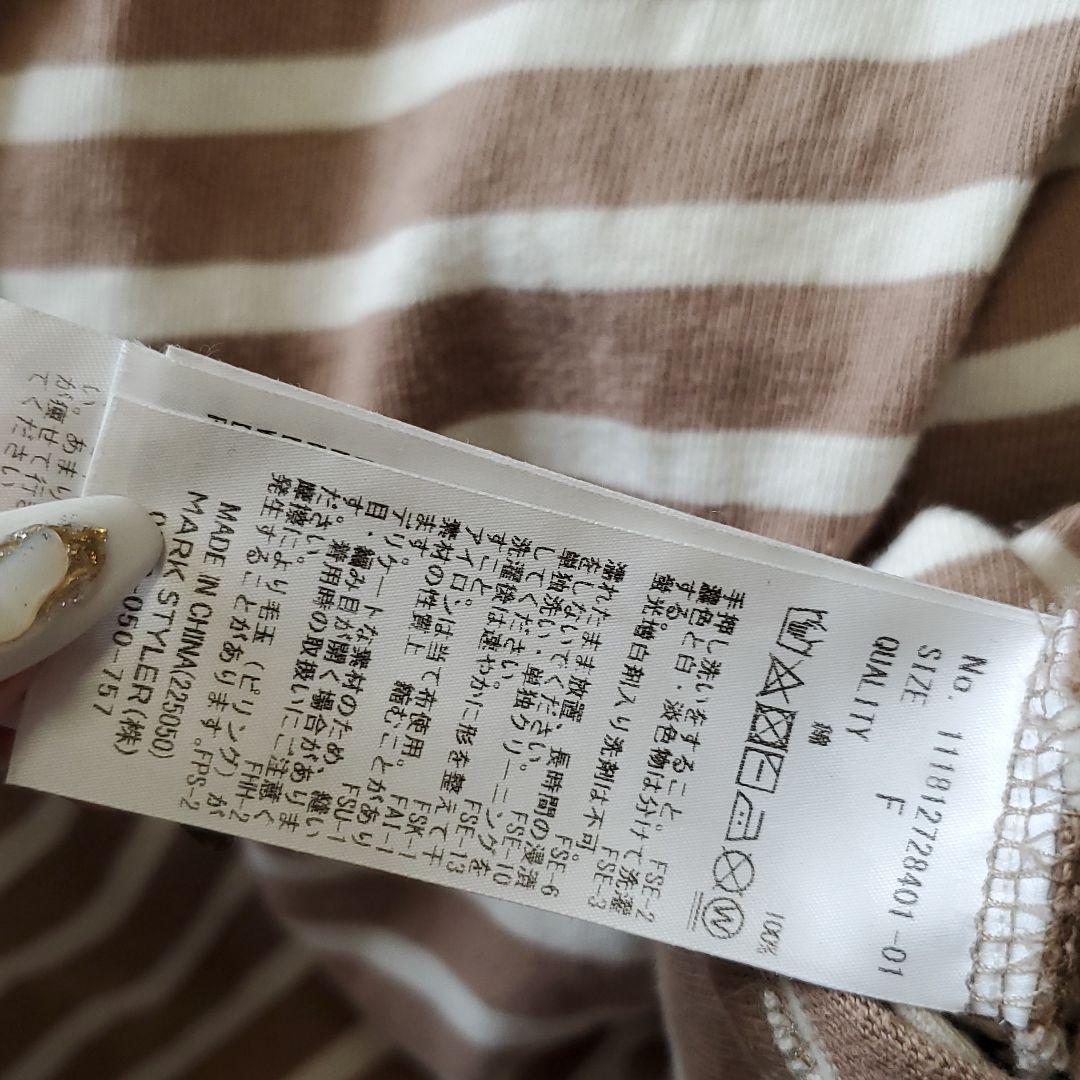 No. 111812728401-01
SIZE F
QUALITY
綿 100%
手押し洗いをすること。 FSE-2
濃色と白・淡色物は分けて洗濯
する FSE-3
蛍光増白剤入り洗剤は不可。
濡れたまま放置、長時間の浸漬
をしないでください。 FSE-6
単独洗い・単独クリーニングを
してください。 FSE-10
洗濯後は速やかに形を整えて干
すこと。 FSE-13
アイロンは当て布使用。 FSK-1
素材の性質上 縮むことがあり
ます。 FAI-1
デリケートな素材のため、縫い
目、編み目が開く場合がありま
す。着用時の取扱いにご注意く
ださい。 FSU-1
摩擦により毛玉（ピリング）が
発生することがあります。FPS-2
FHH-2
MADE IN CHINA(225050)
MARK STYLER(株)
050-757
い。あまり